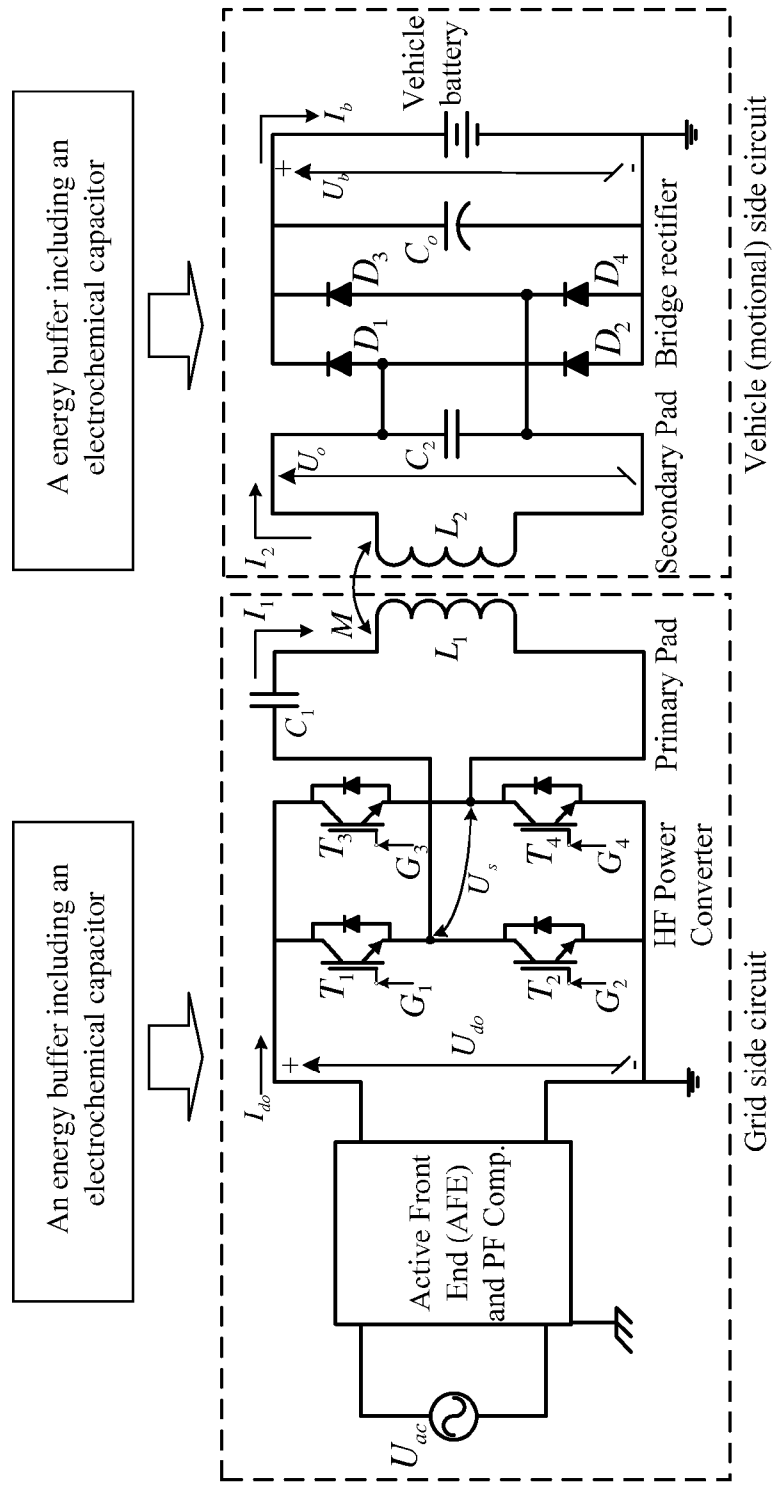 An energy buffer including an
electrochemical capacitor
A energy buffer including an
electrochemical capacitor
U_ac
Active Front
End (AFE)
and PF Comp.
I_do
+
U_do
-
T_1
G_1
T_2
G_2
T_3
G_3
T_4
G_4
U_s
HF Power
Converter
C_1
I_1
M
L_1
Primary Pad
I_2
L_2
U_o
C_2
Secondary Pad
D_1
D_2
D_3
D_4
Bridge rectifier
C_o
+
U_b
-
I_b
Vehicle
battery
Grid side circuit
Vehicle (motional) side circuit